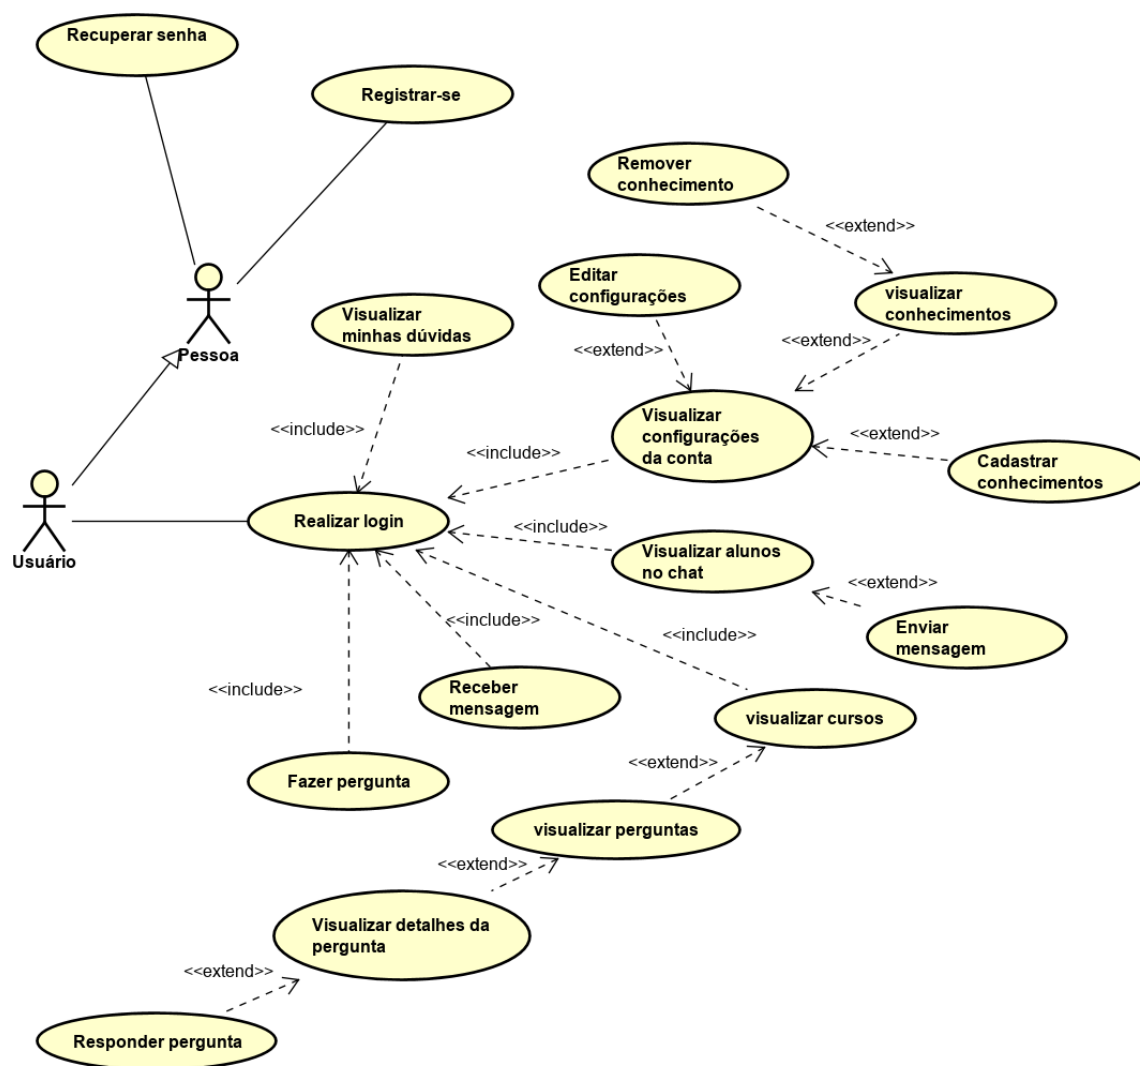 Recuperar senha
Registrar-se
Remover
conhecimento
<<extend>>
Editar
configurações
visualizar
conhecimentos
Visualizar
minhas dúvidas
<<extend>>
<<extend>>
Pessoa
Visualizar
configurações
da conta
<<include>>
<<extend>>
<<include>>
Cadastrar
conhecimentos
Realizar login
<<include>>
Visualizar alunos
no chat
Usuário
<<extend>>
<<include>>
<<include>>
Enviar
mensagem
<<include>>
Receber
mensagem
visualizar cursos
<<extend>>
Fazer pergunta
visualizar perguntas
<<extend>>
Visualizar detalhes da
pergunta
<<extend>>
Responder pergunta